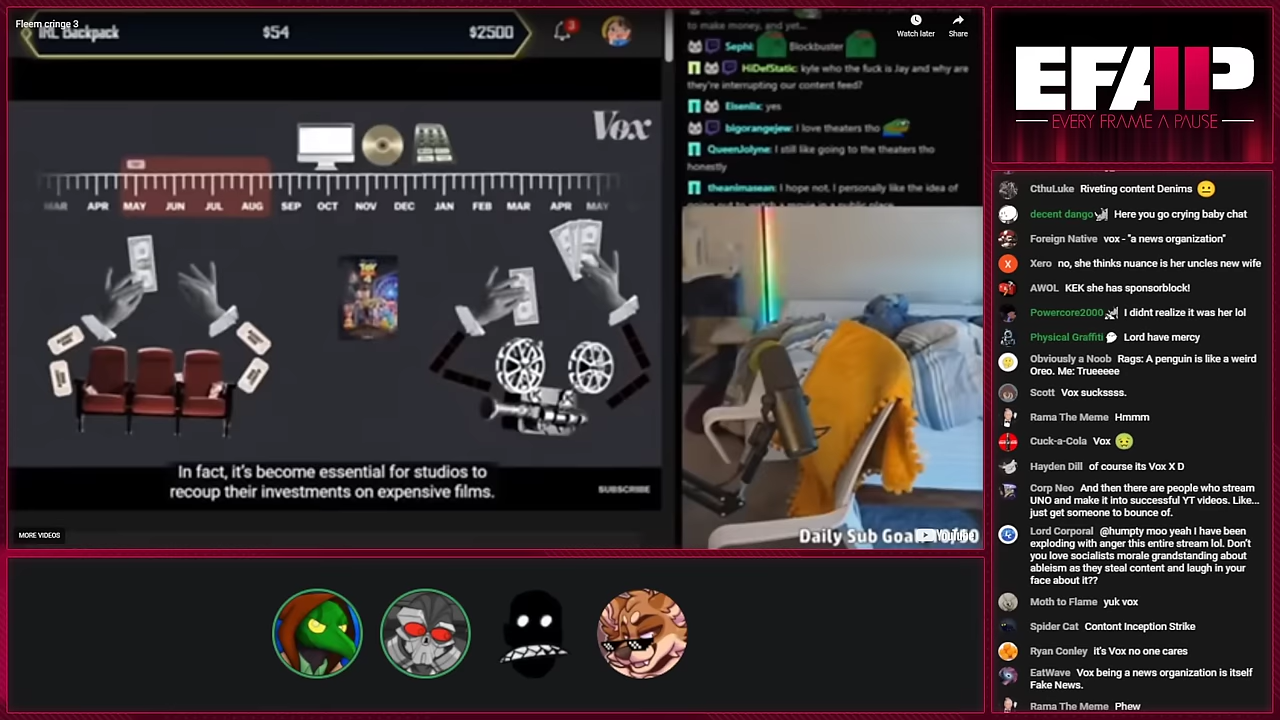 Fleem cringe 3
IRL Backpack
$54
$2500
3
Watch later
Share
to make money, and yet...
Sephi: Blockbuster
HiDefStatic: kyle who the fuck is Jay and why are
they're interrupting our content feed?
Eisenlix: yes
bigorangejew: I love theaters tho
QueenJolyne: I still like going to the theaters tho
honestly
theanimasean: I hope not, I personally like the idea of
going out to watch a movie in a public place
Vox
MAR APR MAY JUN JUL AUG SEP OCT NOV DEC JAN FEB MAR APR MAY
In fact, it's become essential for studios to
recoup their investments on expensive films.
SUBSCRIBE
MORE VIDEOS
Daily Sub Goal
YouTube
EFAP
EVERY FRAME A PAUSE
CthuLuke Riveting content Denims
decent dango Here you go crying baby chat
Foreign Native vox - "a news organization"
X
Xero no, she thinks nuance is her uncles new wife
AWOL KEK she has sponsorblock!
Powercore2000 I didnt realize it was her lol
Physical Graffiti Lord have mercy
Obviously a Noob Rags: A penguin is like a weird
Oreo. Me: Trueeeee
Scott Vox suckssss.
Rama The Meme Hmmm
Cuck-a-Cola Vox
Hayden Dill of course its Vox X D
Corp Neo And then there are people who stream
UNO and make it into successful YT videos. Like...
just get someone to bounce of.
Lord Corporal @humpty moo yeah I have been
exploding with anger this entire stream lol. Don't
you love socialists morale grandstanding about
ableism as they steal content and laugh in your
face about it??
Moth to Flame yuk vox
Spider Cat Contont Inception Strike
Ryan Conley it's Vox no one cares
EatWave Vox being a news organization is itself
Fake News.
Rama The Meme Phew